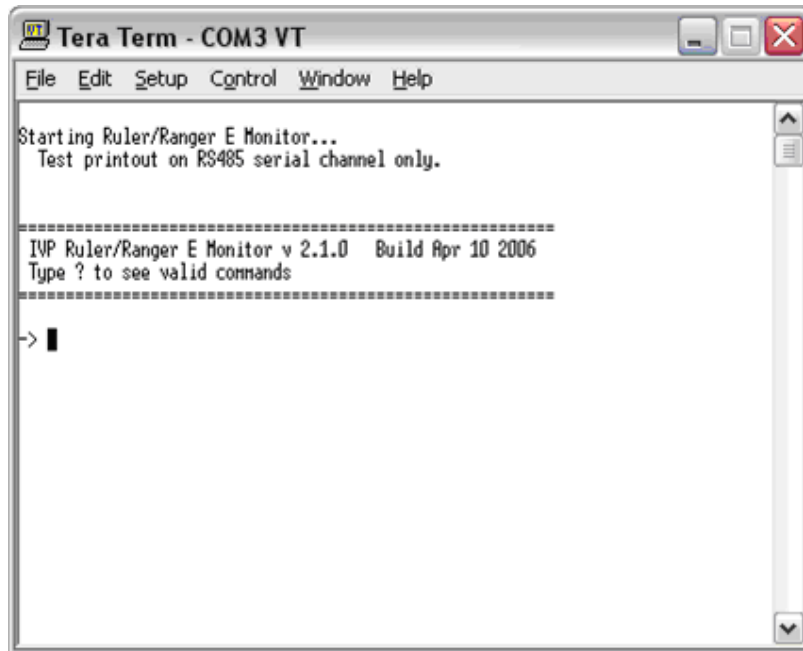 Tera Term - COM3 VT
File Edit Setup Control Window Help
Starting Ruler/Ranger E Monitor...
Test printout on RS485 serial channel only.
========================================================
IVP Ruler/Ranger E Monitor v 2.1.0 Build Apr 10 2006
Type ? to see valid commands
========================================================
->